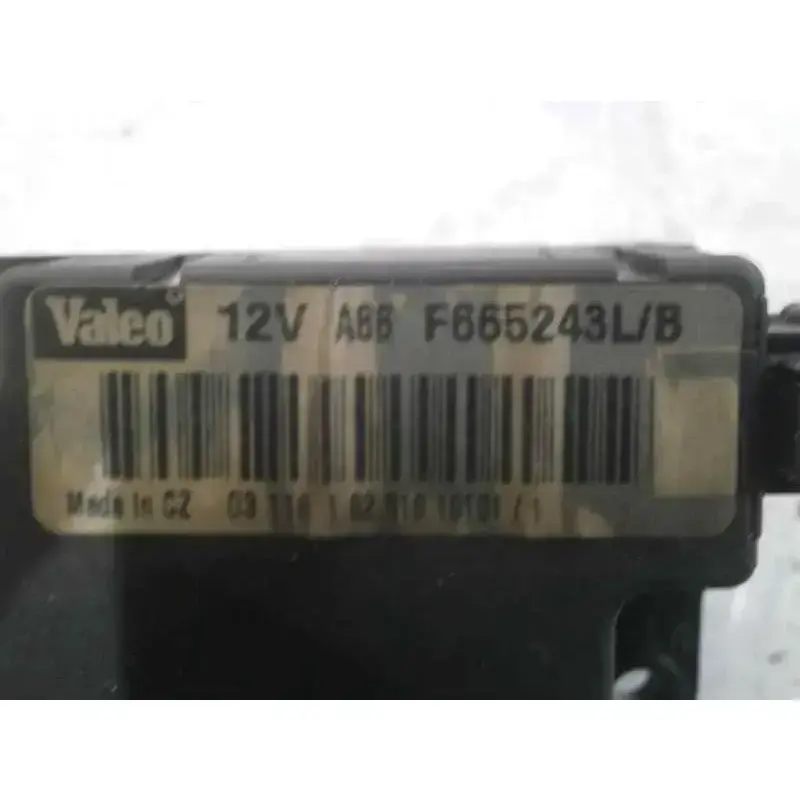 Valeo 12V A66 F665243L/B
Made in CZ